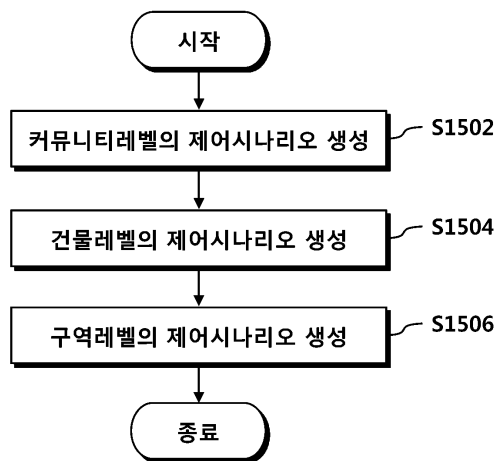 시작
커뮤니티레벨의 제어시나리오 생성
S1502
건물레벨의 제어시나리오 생성
S1504
구역레벨의 제어시나리오 생성
S1506
종료